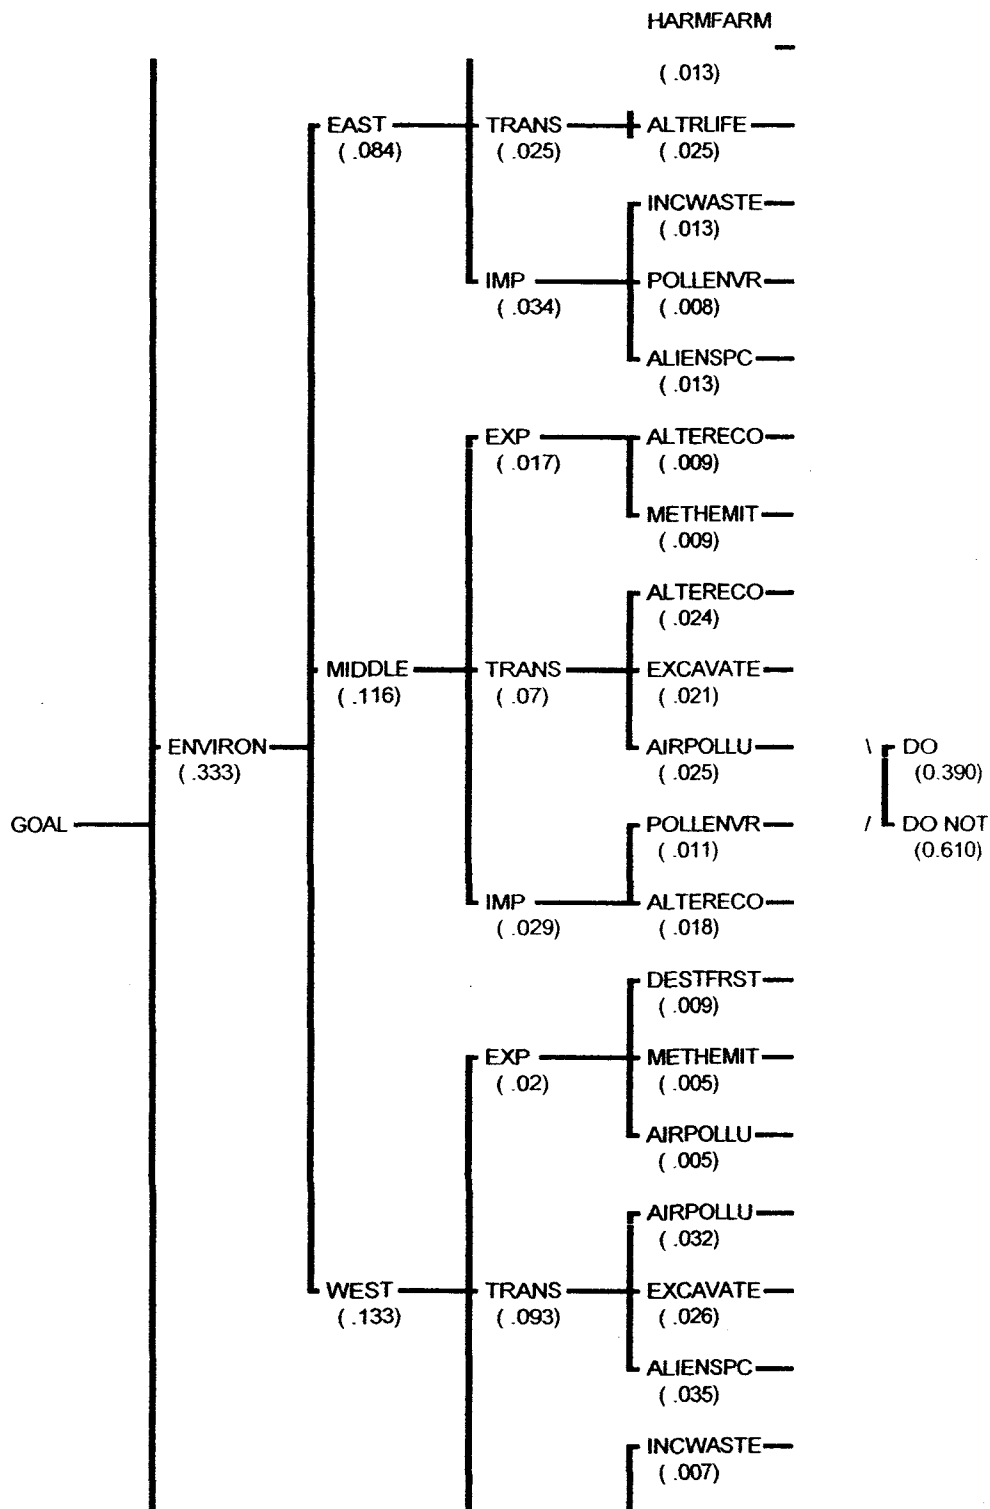 HARMFARM
( .013)
EAST TRANS ALTRLIFE
( .084) ( .025) ( .025)
INCWASTE
( .013)
IMP POLLENVR
( .034) ( .008)
ALIENSPC
( .013)
EXP ALTERECO
( .017) ( .009)
METHEMIT
( .009)
ALTERECO
( .024)
MIDDLE TRANS EXCAVATE
( .116) ( .07) ( .021)
ENVIRON AIRPOLLU \ DO
( .333) ( .025) (0.390)
GOAL POLLENVR / DO NOT
( .011) (0.610)
IMP ALTERECO
( .029) ( .018)
DESTFRST
( .009)
EXP METHEMIT
( .02) ( .005)
AIRPOLLU
( .005)
AIRPOLLU
( .032)
WEST TRANS EXCAVATE
( .133) ( .093) ( .026)
ALIENSPC
( .035)
INCWASTE
( .007)